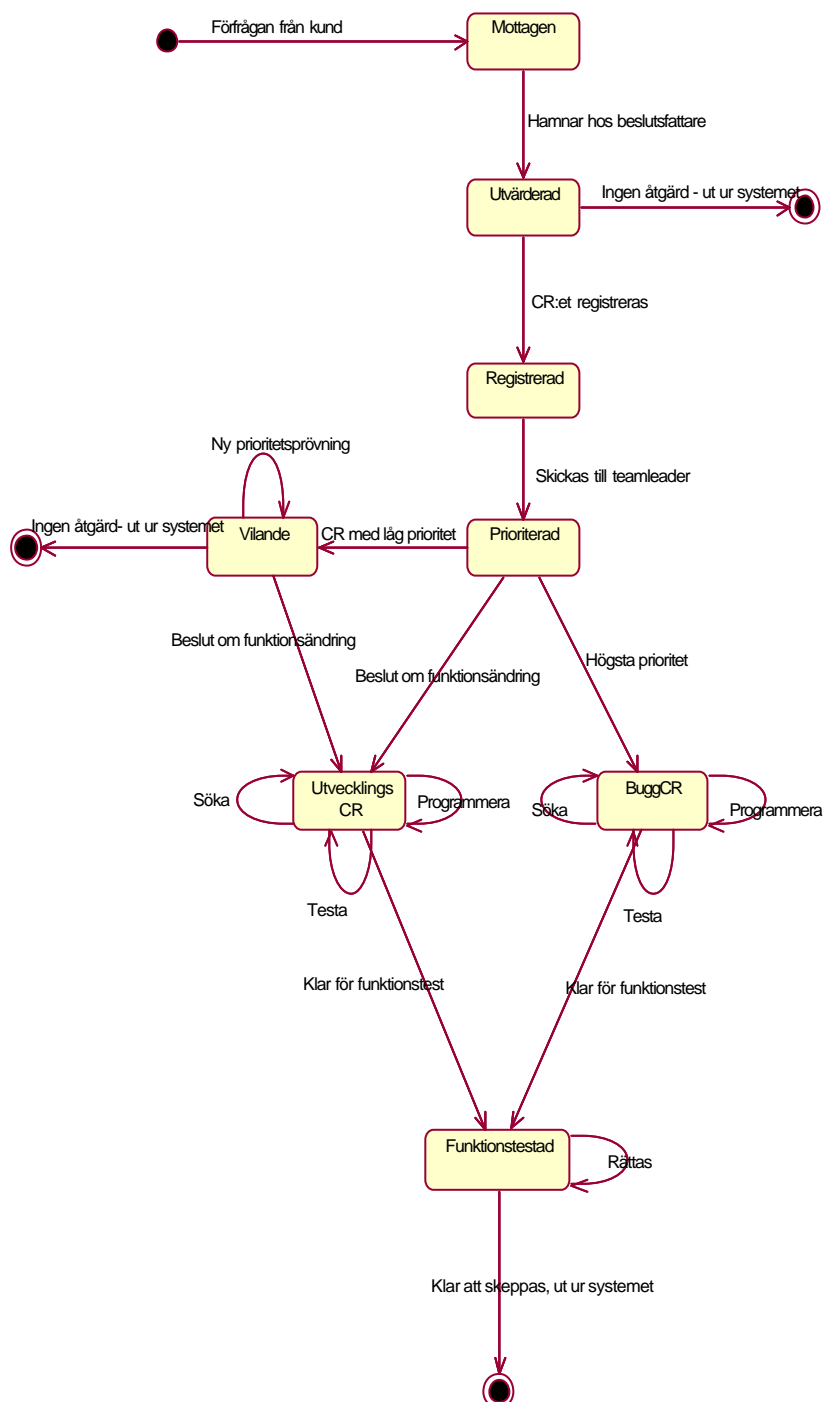 Förfrågan från kund
Mottagen
Hamnar hos beslutsfattare
Utvärderad
Ingen åtgärd - ut ur systemet
CR:et registreras
Registrerad
Ny prioritetsprövning
Skickas till teamleader
Ingen åtgärd- ut ur systemet
Vilande
CR med låg prioritet
Prioriterad
Beslut om funktionsändring
Beslut om funktionsändring
Högsta prioritet
Söka
Utvecklings
CR
Programmera
Testa
Söka
BuggCR
Programmera
Testa
Klar för funktionstest
Klar för funktionstest
Funktionstestad
Rättas
Klar att skeppas, ut ur systemet